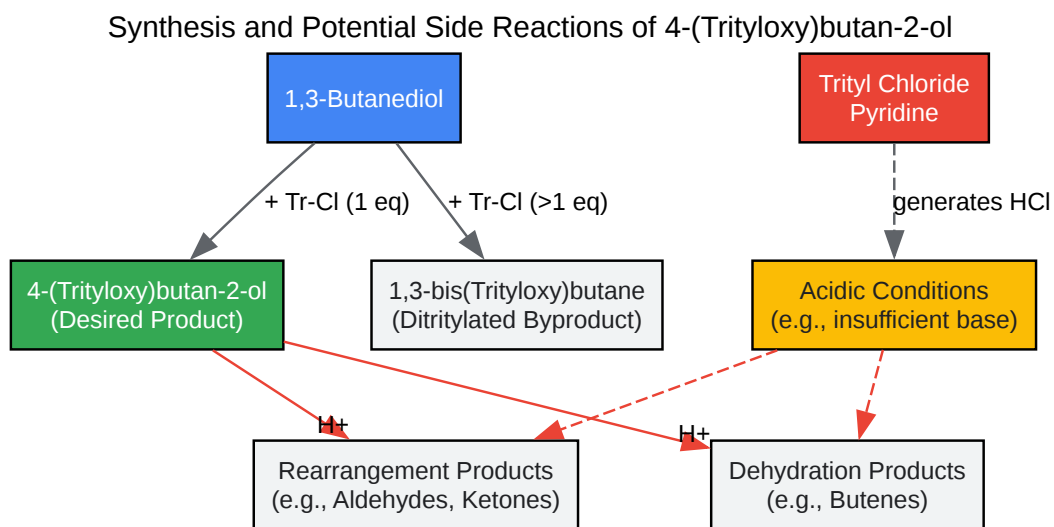 Synthesis and Potential Side Reactions of 4-(Trityloxy)butan-2-ol
1,3-Butanediol
Trityl Chloride
Pyridine
+ Tr-Cl (1 eq)
+ Tr-Cl (>1 eq)
generates HCl
4-(Trityloxy)butan-2-ol
(Desired Product)
1,3-bis(Trityloxy)butane
(Ditritylated Byproduct)
Acidic Conditions
(e.g., insufficient base)
H+
H+
Rearrangement Products
(e.g., Aldehydes, Ketones)
Dehydration Products
(e.g., Butenes)